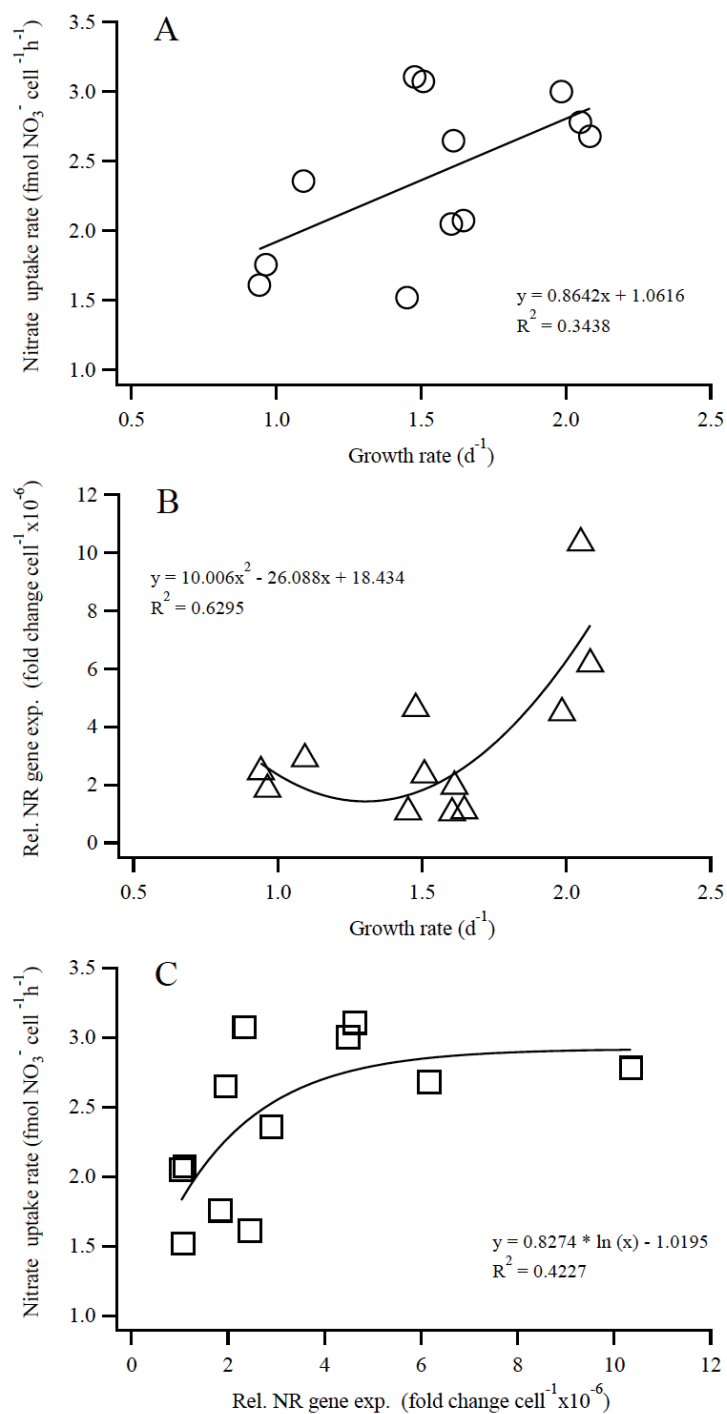 A
Nitrate uptake rate (fmol NO₃⁻ cell⁻¹h⁻¹)
3.5
3.0
2.5
2.0
1.5
1.0
y = 0.8642x + 1.0616
R² = 0.3438
0.5 1.0 1.5 2.0 2.5
Growth rate (d⁻¹)
B
Rel. NR gene exp. (fold change cell⁻¹x10⁻⁶)
12
10
8
6
4
2
0
y = 10.006x² - 26.088x + 18.434
R² = 0.6295
0.5 1.0 1.5 2.0 2.5
Growth rate (d⁻¹)
C
Nitrate uptake rate (fmol NO₃⁻ cell⁻¹h⁻¹)
3.5
3.0
2.5
2.0
1.5
1.0
y = 0.8274 * ln (x) - 1.0195
R² = 0.4227
0 2 4 6 8 10 12
Rel. NR gene exp. (fold change cell⁻¹x10⁻⁶)